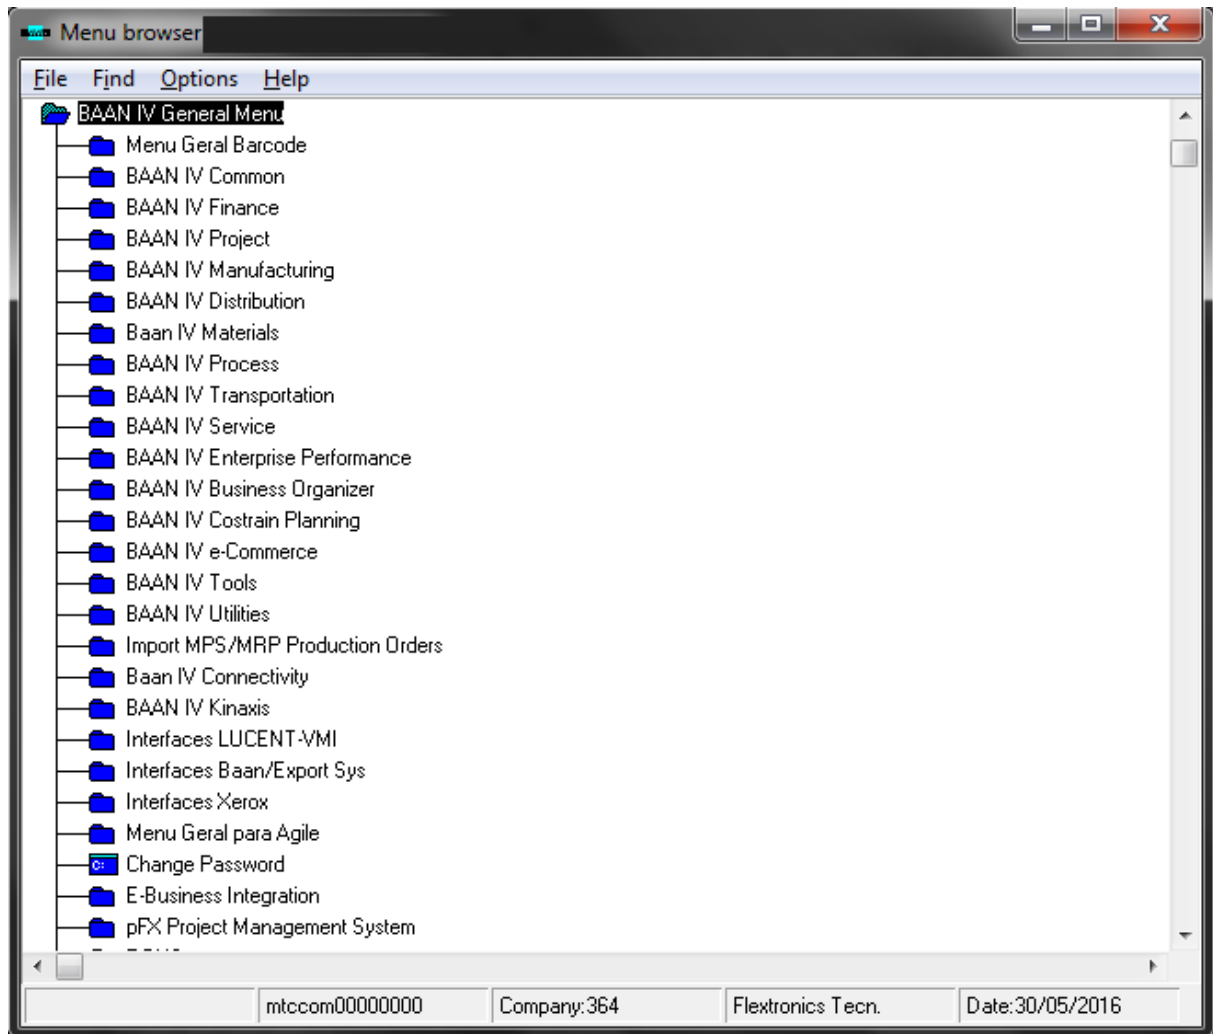 Menu browser
File Find Options Help
BAAN IV General Menu
Menu Geral Barcode
BAAN IV Common
BAAN IV Finance
BAAN IV Project
BAAN IV Manufacturing
BAAN IV Distribution
Baan IV Materials
BAAN IV Process
BAAN IV Transportation
BAAN IV Service
BAAN IV Enterprise Performance
BAAN IV Business Organizer
BAAN IV Costrain Planning
BAAN IV e-Commerce
BAAN IV Tools
BAAN IV Utilities
Import MPS/MRP Production Orders
Baan IV Connectivity
BAAN IV Kinaxis
Interfaces LUCENT-VMI
Interfaces Baan/Export Sys
Interfaces Xerox
Menu Geral para Agile
Change Password
E-Business Integration
pFX Project Management System
mtccom00000000 Company:364 Flextronics Tecn. Date:30/05/2016